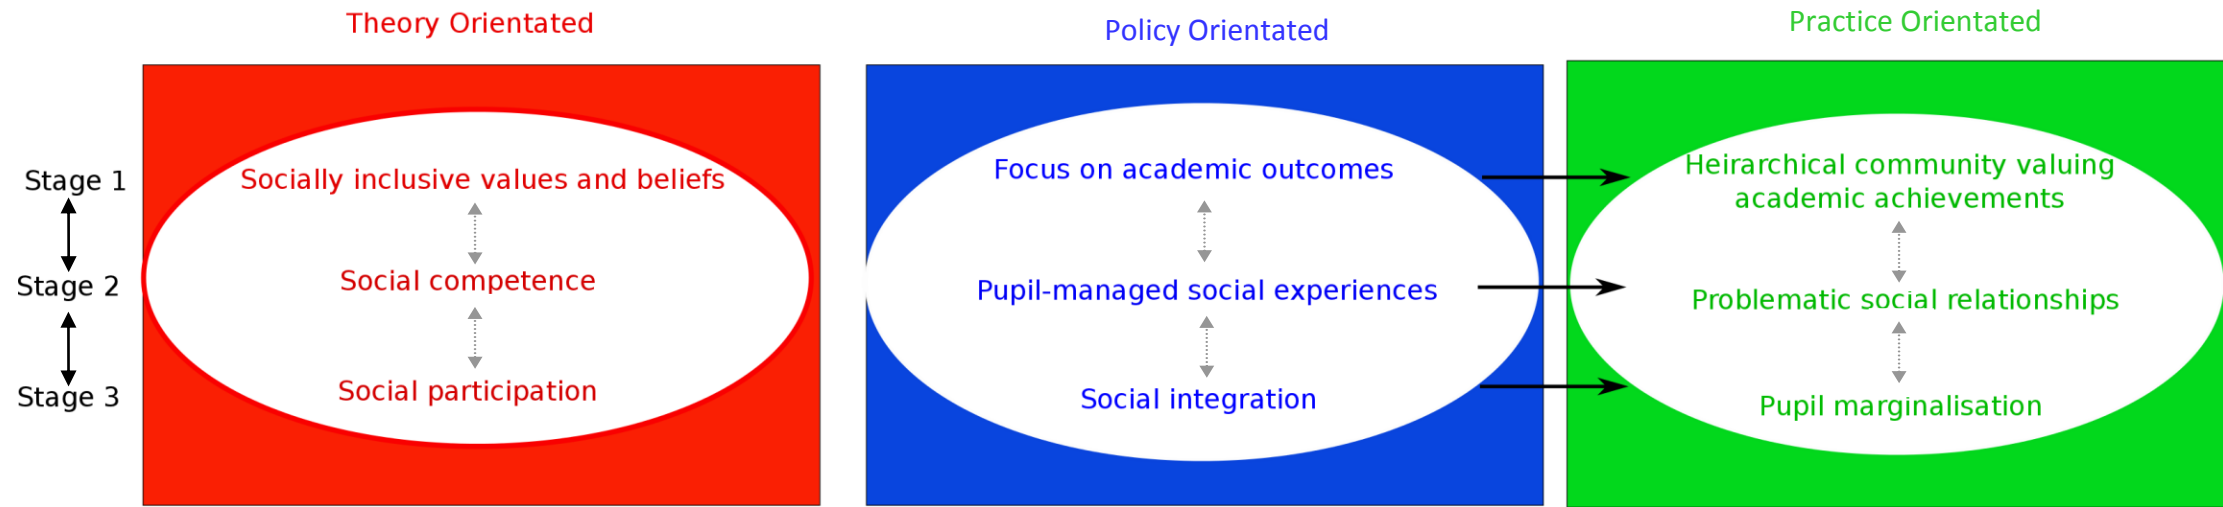 Theory Orientated
Policy Orientated
Practice Orientated
Stage 1
Stage 2
Stage 3
Socially inclusive values and beliefs
Social competence
Social participation
Focus on academic outcomes
Pupil-managed social experiences
Social integration
Heirarchical community valuing
academic achievements
Problematic social relationships
Pupil marginalisation